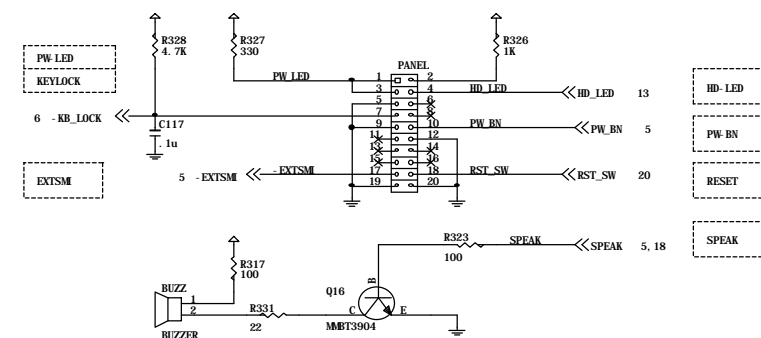 R328
4.7K
R327
330
R326
1K
PW-LED
KEYLOCK
PANEL
PW_LED
1
2
3
4
HD_LED
HD_LED 13
HD-LED
5
6
7
8
6 -KB_LOCK
C117
.1u
9
10
PW_BN
PW_BN 5
PW-BN
11
12
13
14
15
16
EXTSMI
5 -EXTSMI
-EXTSMI
17
18
RST_SW
RST_SW 20
RESET
19
20
R323
100
SPEAK
SPEAK 5,18
SPEAK
R317
100
BUZZ
1
2
BUZZER
R331
22
Q16
MMBT3904
B
C
E